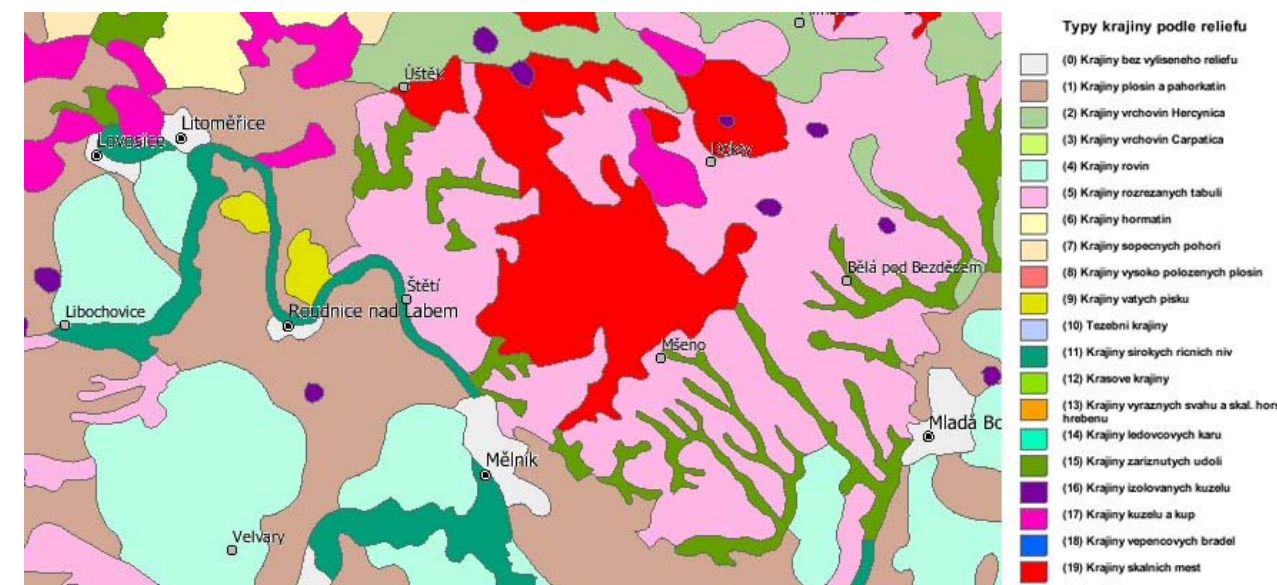 Úštěk
Litoměřice
Lovosice
Doksy
Bělá pod Bezdězem
Štětí
Libochovice
Roudnice nad Labem
Mšeno
Mladá Bo
Mělník
Velvary
Typy krajiny podle reliefu
(0) Krajiny bez vyliseneho reliefu
(1) Krajiny plosin a pahorkatin
(2) Krajiny vrchovin Hercynica
(3) Krajiny vrchovin Carpatica
(4) Krajiny rovin
(5) Krajiny rozrezanych tabuli
(6) Krajiny hornatin
(7) Krajiny sopecnych pohori
(8) Krajiny vysoko polozenych plosin
(9) Krajiny vatych pisku
(10) Tezebni krajiny
(11) Krajiny sirokych ricnich niv
(12) Krasove krajiny
(13) Krajiny vyraznych svahu a skal. hors
hrebenu
(14) Krajiny ledovcovych karu
(15) Krajiny zariznutych udoli
(16) Krajiny izolovanych kuzelu
(17) Krajiny kuzelu a kup
(18) Krajiny vepencovych bradel
(19) Krajiny skalnich mest